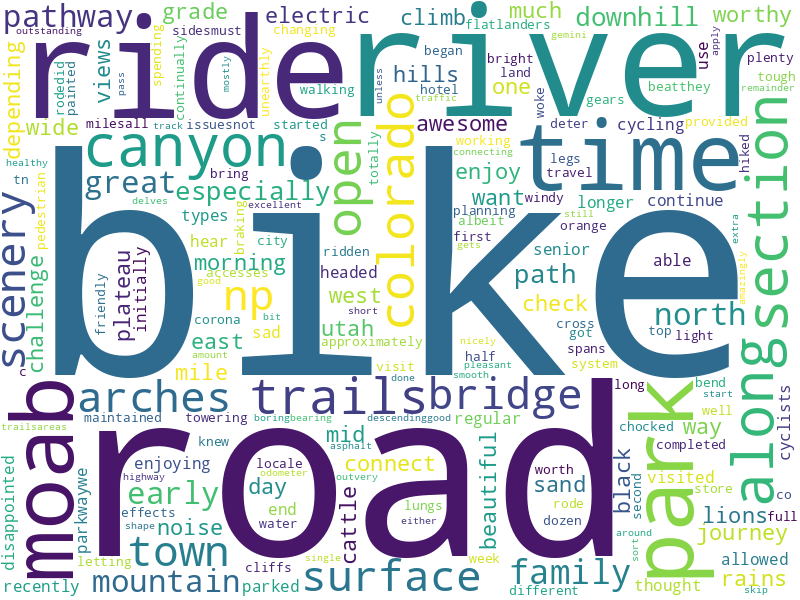 outstanding
pathway
ride
river
grade
electric
climb
flatlanders
much
downhill
worthy
sidesmust
spending
changing
began
bright
use
apply
plenty
gemini
pass
unless
land
tough
views
rodedid
painted
mostly
continually
unearthly
walking
hotel
hills
one
gears
beatthey
remainder
depending
wide
milesall
issuesnot
started
s
traffic
awesome
woke
deter
cycling
provided
healthy
track
canyon
open
totally
colorado
working
connecting
time
hiked
tn
bring
great
especially
enjoy
legs
travel
want
longer
continue
pedestrian
delves
excellent
planning
still
windy
orange
albeit
first
extra
scenery
types
braking
city
hear
bit
ridden
gets
senior
able
morning
accesses
headed
path
section
along
challenge
friendly
plateau
initially
good
np
corona
west
check
cross
got
top
light
north
amazingly
bike
c
east
sad
utah
short
approximately
half
spans
system
mile
amount
visit
done
nicely
pleasant
smooth
moab
arches
trails
bridge
park
long
bend
start
trailsareas
maintained
towering
boringbearing
descendinggood
regular
well
way
chocked
cyclists
road
knew
mid
asphalt
disappointed
parkwaywe
enjoying
locale
odometer
outvery
connect
beautiful
worth
black
visited
completed
second
store
early
effects
highway
day
cattle
lungs
sand
rode
co
shape
noise
end
water
either
dozen
lions
full
town
cliffs
single
week
family
journey
around
recently
letting
mountain
parked
surface
different
thought
sort
allowed
rains
skip